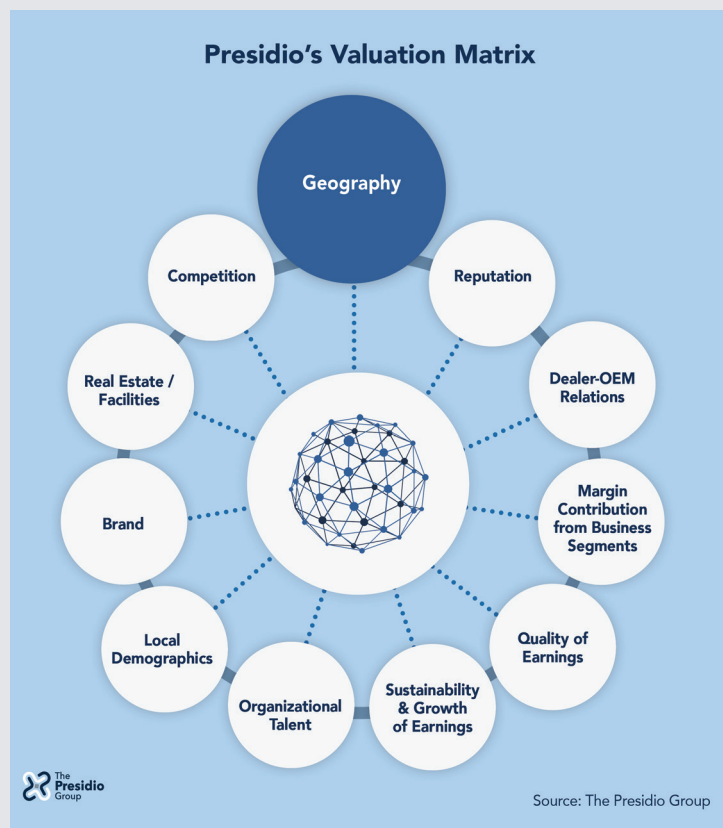 Presidio's Valuation Matrix
Geography
Competition
Reputation
Real Estate /
Facilities
Dealer-OEM
Relations
Brand
Margin
Contribution
from Business
Segments
Local
Demographics
Quality of
Earnings
Organizational
Talent
Sustainability
& Growth
of Earnings
The
Presidio
Group
Source: The Presidio Group